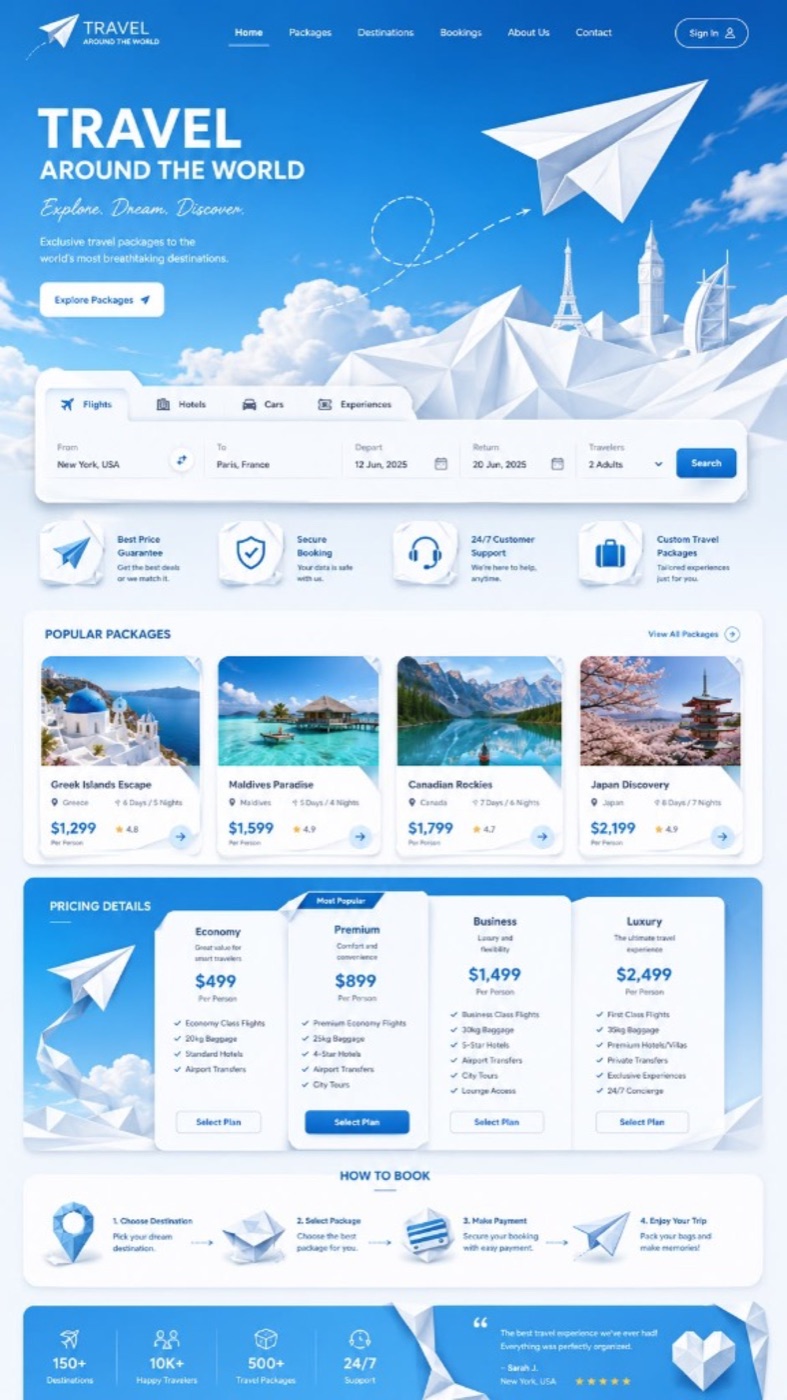 TRAVEL
AROUND THE WORLD
Home
Packages
Destinations
Bookings
About Us
Contact
Sign In
TRAVEL
AROUND THE WORLD
Explore. Dream. Discover.
Exclusive travel packages to the
world's most breathtaking destinations.
Explore Packages
Flights
Hotels
Cars
Experiences
From
New York, USA
To
Paris, France
Depart
12 Jun, 2025
Return
20 Jun, 2025
Travelers
2 Adults
Search
Best Price
Guarantee
Get the best deals
or we match it.
Secure
Booking
Your data is safe
with us.
24/7 Customer
Support
We're here to help,
anytime.
Custom Travel
Packages
Tailored experiences
just for you.
POPULAR PACKAGES
View All Packages
Greek Islands Escape
Greece
6 Days / 5 Nights
$1,299
4.8
Per Person
Maldives Paradise
Maldives
5 Days / 4 Nights
$1,599
4.9
Per Person
Canadian Rockies
Canada
7 Days / 6 Nights
$1,799
4.7
Per Person
Japan Discovery
Japan
8 Days / 7 Nights
$2,199
4.9
Per Person
PRICING DETAILS
Economy
Great value for
smart travelers
$499
Per Person
Economy Class Flights
20kg Baggage
Standard Hotels
Airport Transfers
Select Plan
Most Popular
Premium
Comfort and
convenience
$899
Per Person
Premium Economy Flights
25kg Baggage
4-Star Hotels
Airport Transfers
City Tours
Select Plan
Business
Luxury and
flexibility
$1,499
Per Person
Business Class Flights
30kg Baggage
5-Star Hotels
Airport Transfers
City Tours
Lounge Access
Select Plan
Luxury
The ultimate travel
experience
$2,499
Per Person
First Class Flights
35kg Baggage
Premium Hotels/Villas
Private Transfers
Exclusive Experiences
24/7 Concierge
Select Plan
HOW TO BOOK
1. Choose Destination
Pick your dream
destination.
2. Select Package
Choose the best
package for you.
3. Make Payment
Secure your booking
with easy payment.
4. Enjoy Your Trip
Pack your bags and
make memories!
150+
Destinations
10K+
Happy Travelers
500+
Travel Packages
24/7
Support
“
The best travel experience we've ever had!
Everything was perfectly organized.
– Sarah J.
New York, USA